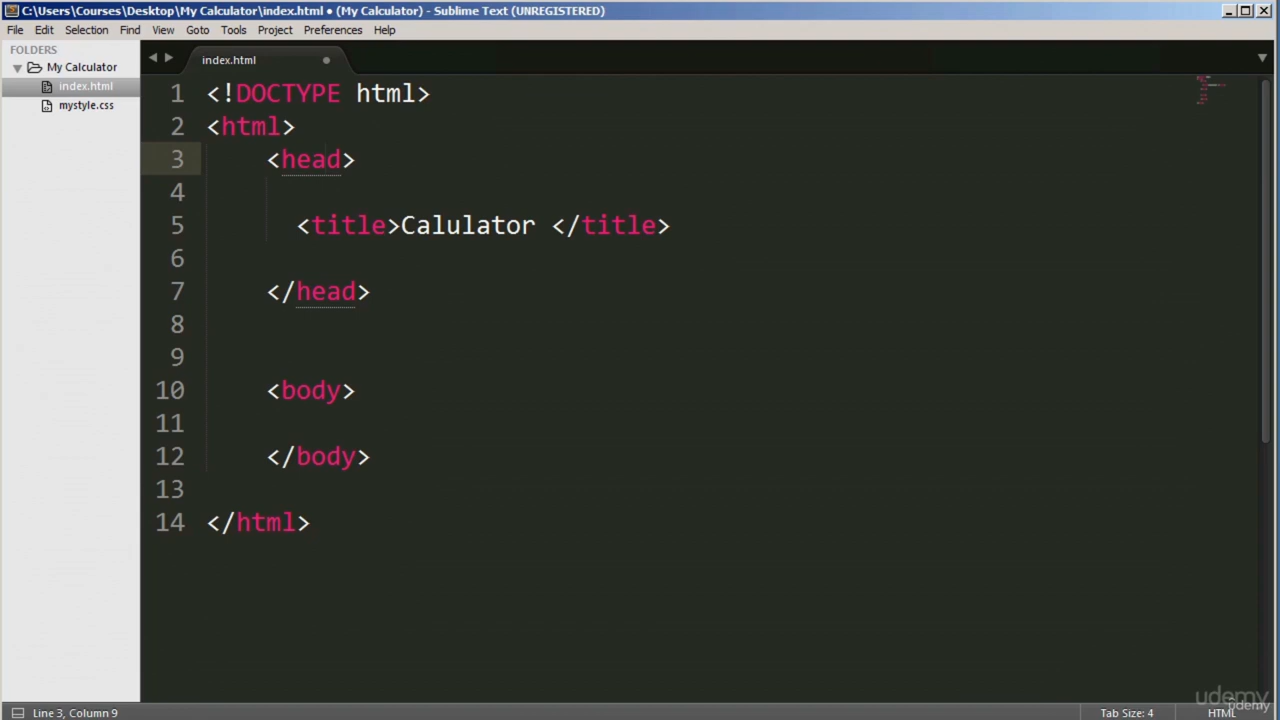 C:\Users\Courses\Desktop\My Calculator\index.html • (My Calculator) - Sublime Text (UNREGISTERED)
File Edit Selection View Goto Tools Project Preferences Help
FOLDERS
My Calculator
index.html
mystyle.css
index.html
1 <!DOCTYPE html>
2 <html>
3 <head>
4
5 <title>Calulator </title>
6
7 </head>
8
9
10 <body>
11
12 </body>
13
14 </html>
Line 3, Column 9
Tab Size: 4
HTML
udemy
udemy